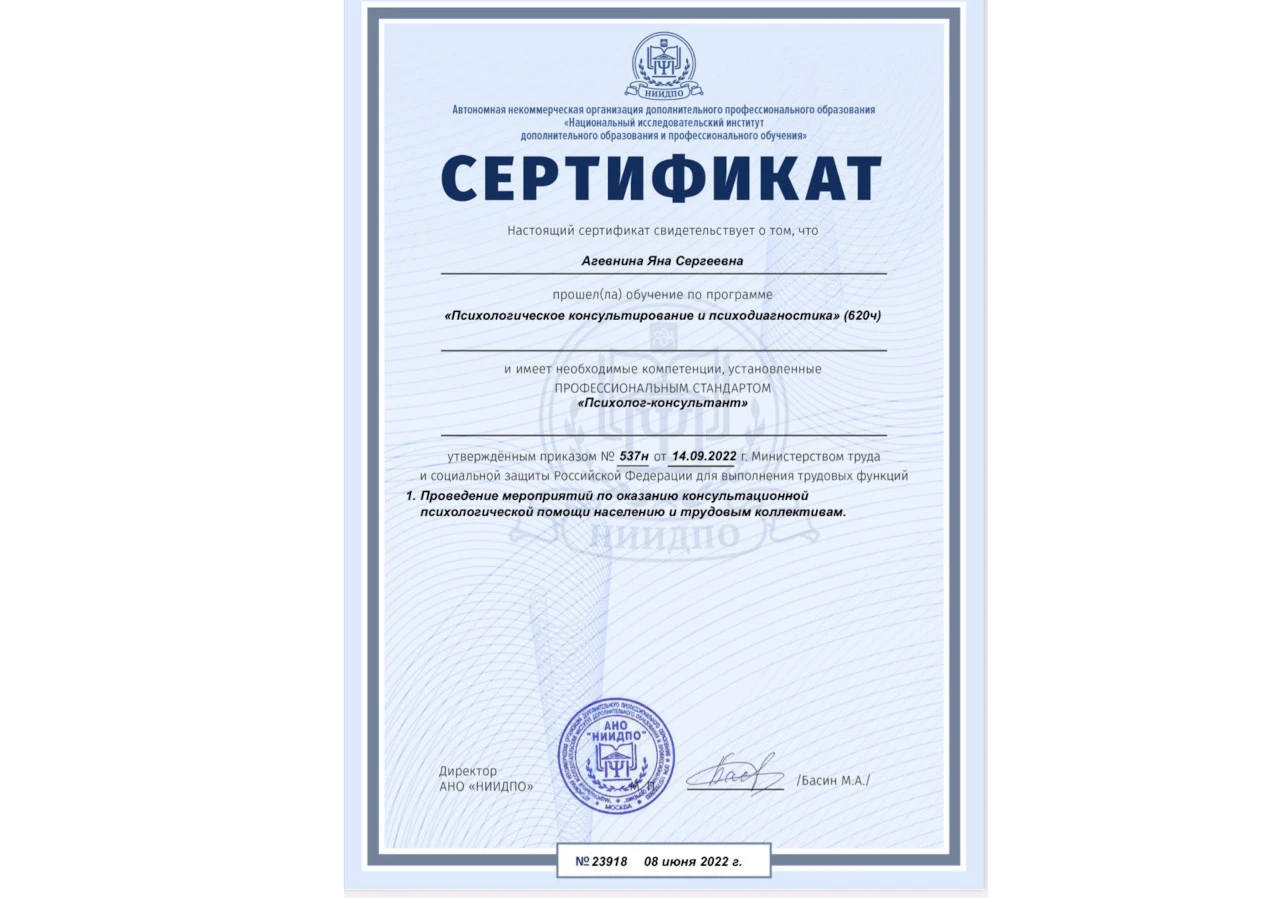 НИИДПО
Автономная некоммерческая организация дополнительного профессионального образования
«Национальный исследовательский институт
дополнительного образования и профессионального обучения»
СЕРТИФИКАТ
Настоящий сертификат свидетельствует о том, что
Агевнина Яна Сергеевна
прошел(ла) обучение по программе
«Психологическое консультирование и психодиагностика» (620ч)
и имеет необходимые компетенции, установленные
ПРОФЕССИОНАЛЬНЫМ СТАНДАРТОМ
«Психолог-консультант»
утверждённым приказом № 537н от 14.09.2022 г. Министерством труда
и социальной защиты Российской Федерации для выполнения трудовых функций
1. Проведение мероприятий по оказанию консультационной
психологической помощи населению и трудовым коллективам.
НИИДПО
АНО
"НИИДПО"
МОСКВА
Директор
АНО «НИИДПО»
М. П.
/Басин М.А./
№ 23918 08 июня 2022 г.